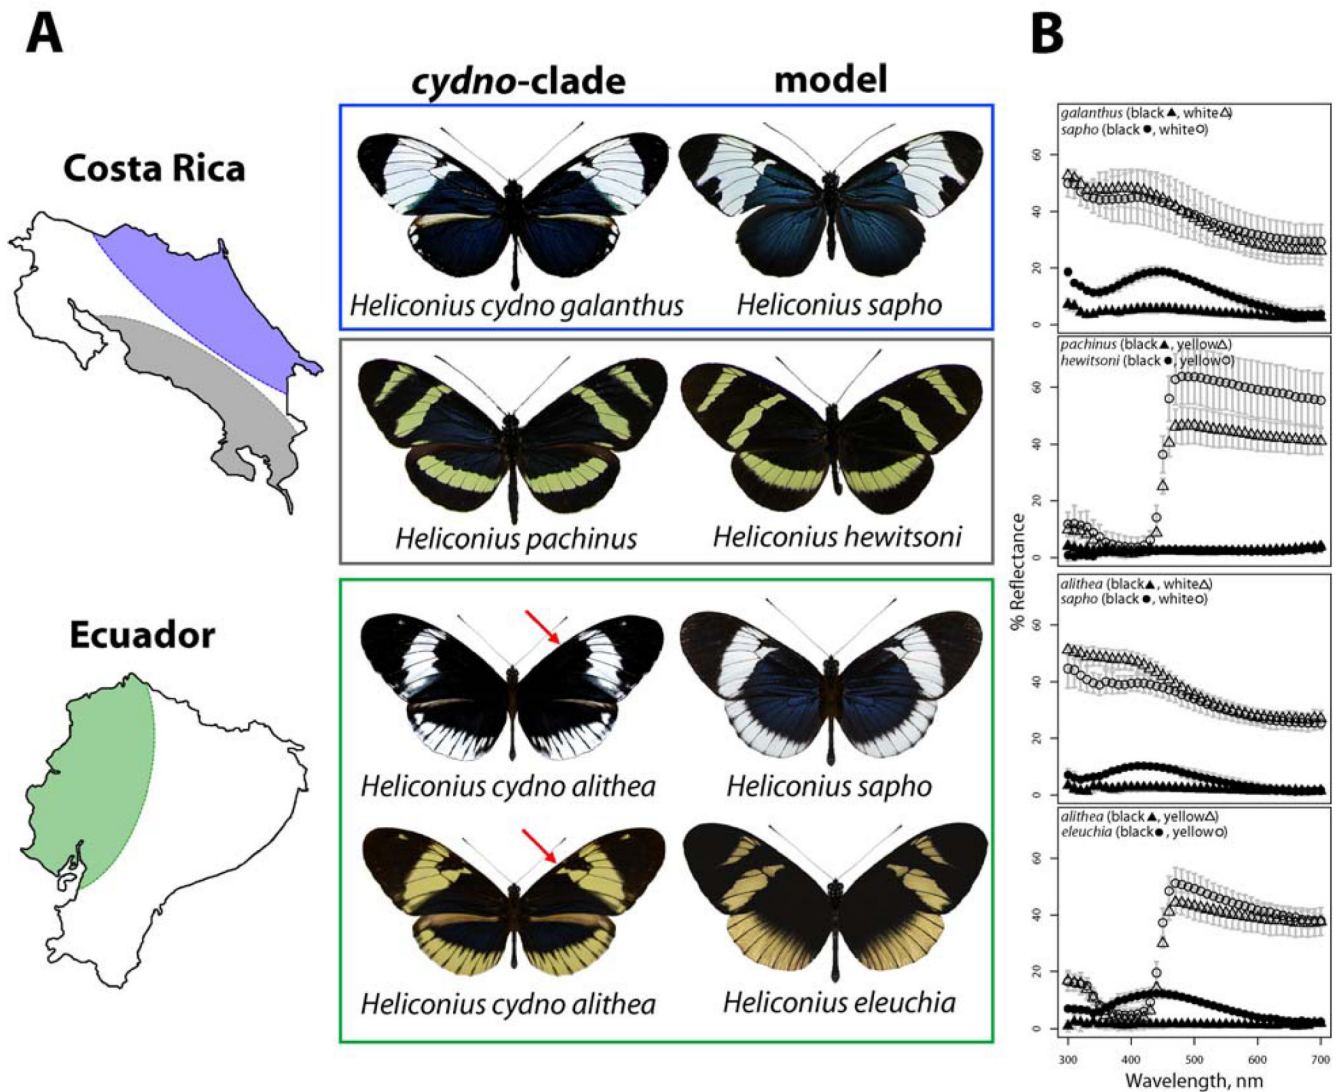 A
B
cydno-clade
model
Costa Rica
Heliconius cydno galanthus
Heliconius sapho
Heliconius pachinus
Heliconius hewitsoni
Ecuador
Heliconius cydno alithea
Heliconius sapho
Heliconius cydno alithea
Heliconius eleuchia
galanthus (black▲, white△)
sapho (black●, white○)
60
40
20
0
pachinus (black▲, yellow△)
hewitsoni (black●, yellow○)
60
40
20
0
% Reflectance
alithea (black▲, white△)
sapho (black●, white○)
60
40
20
0
alithea (black▲, yellow△)
eleuchia (black●, yellow○)
60
40
20
0
300 400 500 600 700
Wavelength, nm